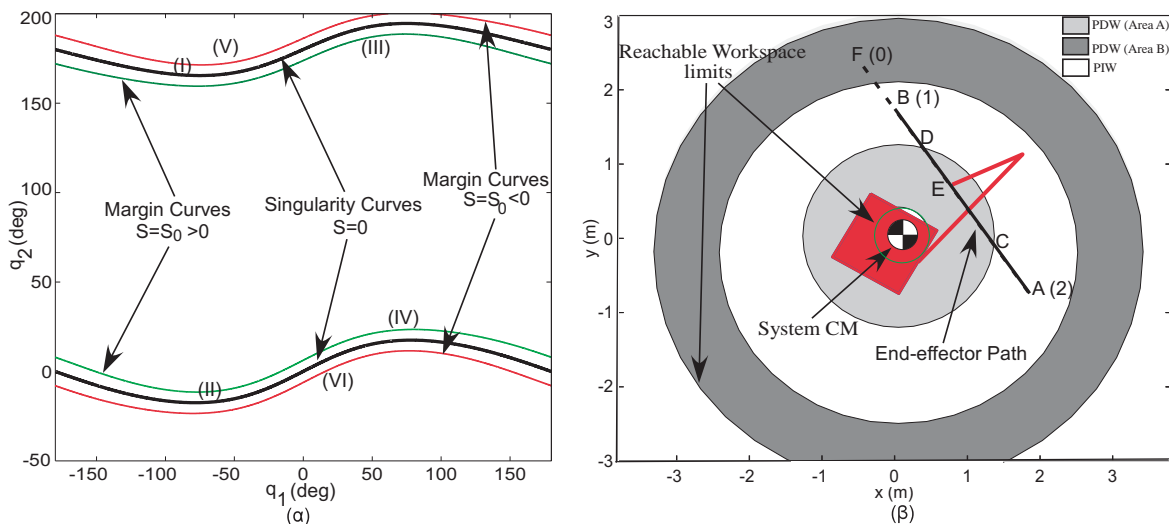 200
150
100
50
0
-50
-150
-100
-50
0
50
100
150
q2 (deg)
q1 (deg)
(α)
(I)
(V)
(III)
Margin Curves
S=S0 >0
Singularity Curves
S=0
Margin Curves
S=S0<0
(IV)
(II)
(VI)
3
2
1
0
-1
-2
-3
-3
-2
-1
0
1
2
3
y (m)
x (m)
(β)
Reachable Workspace
limits
F (0)
B (1)
D
E
C
A (2)
System CM
End-effector Path
PDW (Area A)
PDW (Area B)
PIW